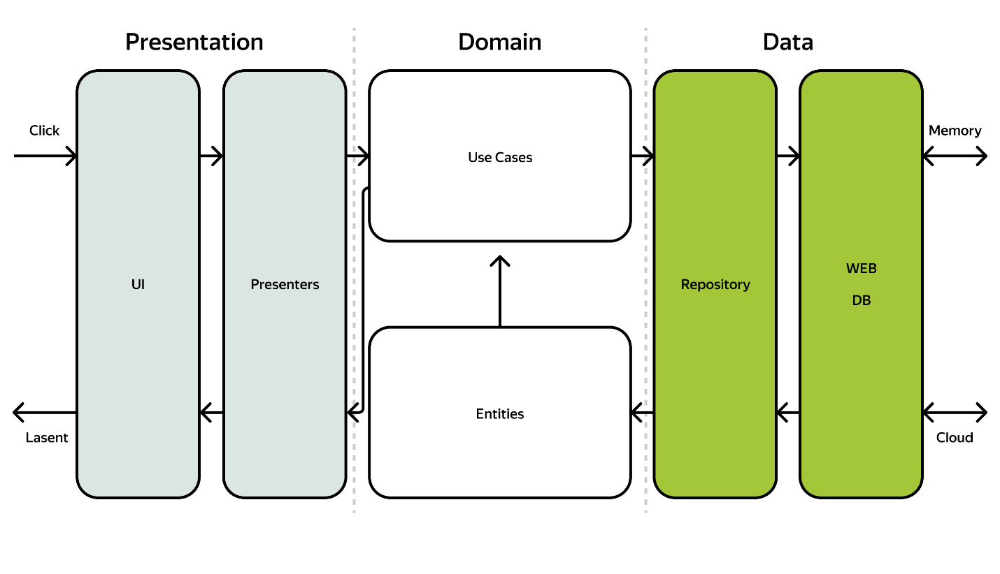 Presentation
Domain
Data
Click
Memory
Use Cases
UI
Presenters
Repository
WEB
DB
Entities
Lasent
Cloud